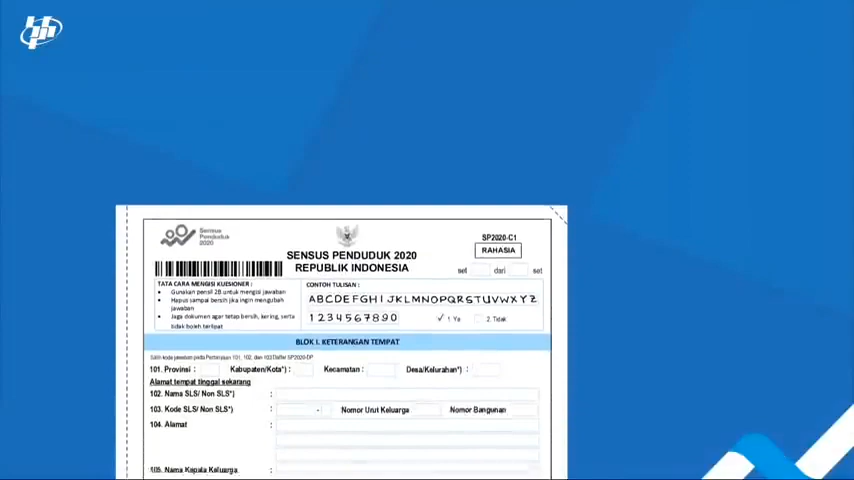 Sensus
Penduduk
2020
SP2020-C1
SENSUS PENDUDUK 2020
REPUBLIK INDONESIA
RAHASIA
set dari set
TATA CARA MENGISI KUESIONER :
• Gunakan pensil 2B untuk mengisi jawaban
• Hapus sampai bersih jika ingin mengubah
jawaban
• Jaga dokumen agar tetap bersih, kering, serta
tidak boleh terlipat
CONTOH TULISAN :
ABCDEFGHIJKLMNOPQRSTUVWXYZ
1234567890
✓ 1. Ya 2. Tidak
BLOK I. KETERANGAN TEMPAT
Salin kode jawaban pada Pertanyaan 101, 102, dan 103 Daftar SP2020-DP
101. Provinsi : Kabupaten/Kota*) : Kecamatan : Desa/Kelurahan*) :
Alamat tempat tinggal sekarang
102. Nama SLS/ Non SLS*) :
103. Kode SLS/ Non SLS*) : - Nomor Urut Keluarga Nomor Bangunan
104. Alamat :
105. Nama Kepala Keluarga :